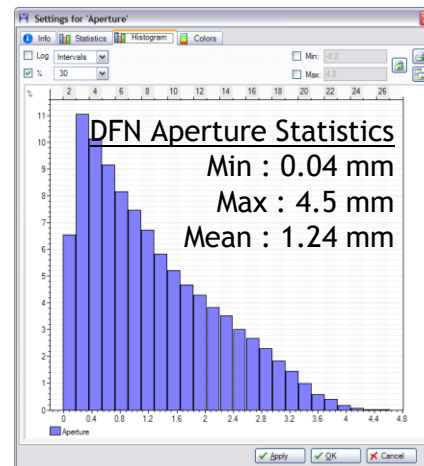 Settings for 'Aperture'
Info Statistics Histogram Colors
Log Intervals Min: -0.2
% 30 Max: 4.8
% 2 4 6 8 10 12 14 16 18 20 22 24 26
11
10
9
8
7
6
5
4
3
2
1
0
DFN Aperture Statistics
Min : 0.04 mm
Max : 4.5 mm
Mean : 1.24 mm
0 0.4 0.8 1.2 1.6 2 2.4 2.8 3.2 3.6 4 4.4 4.8
Aperture
Apply OK Cancel